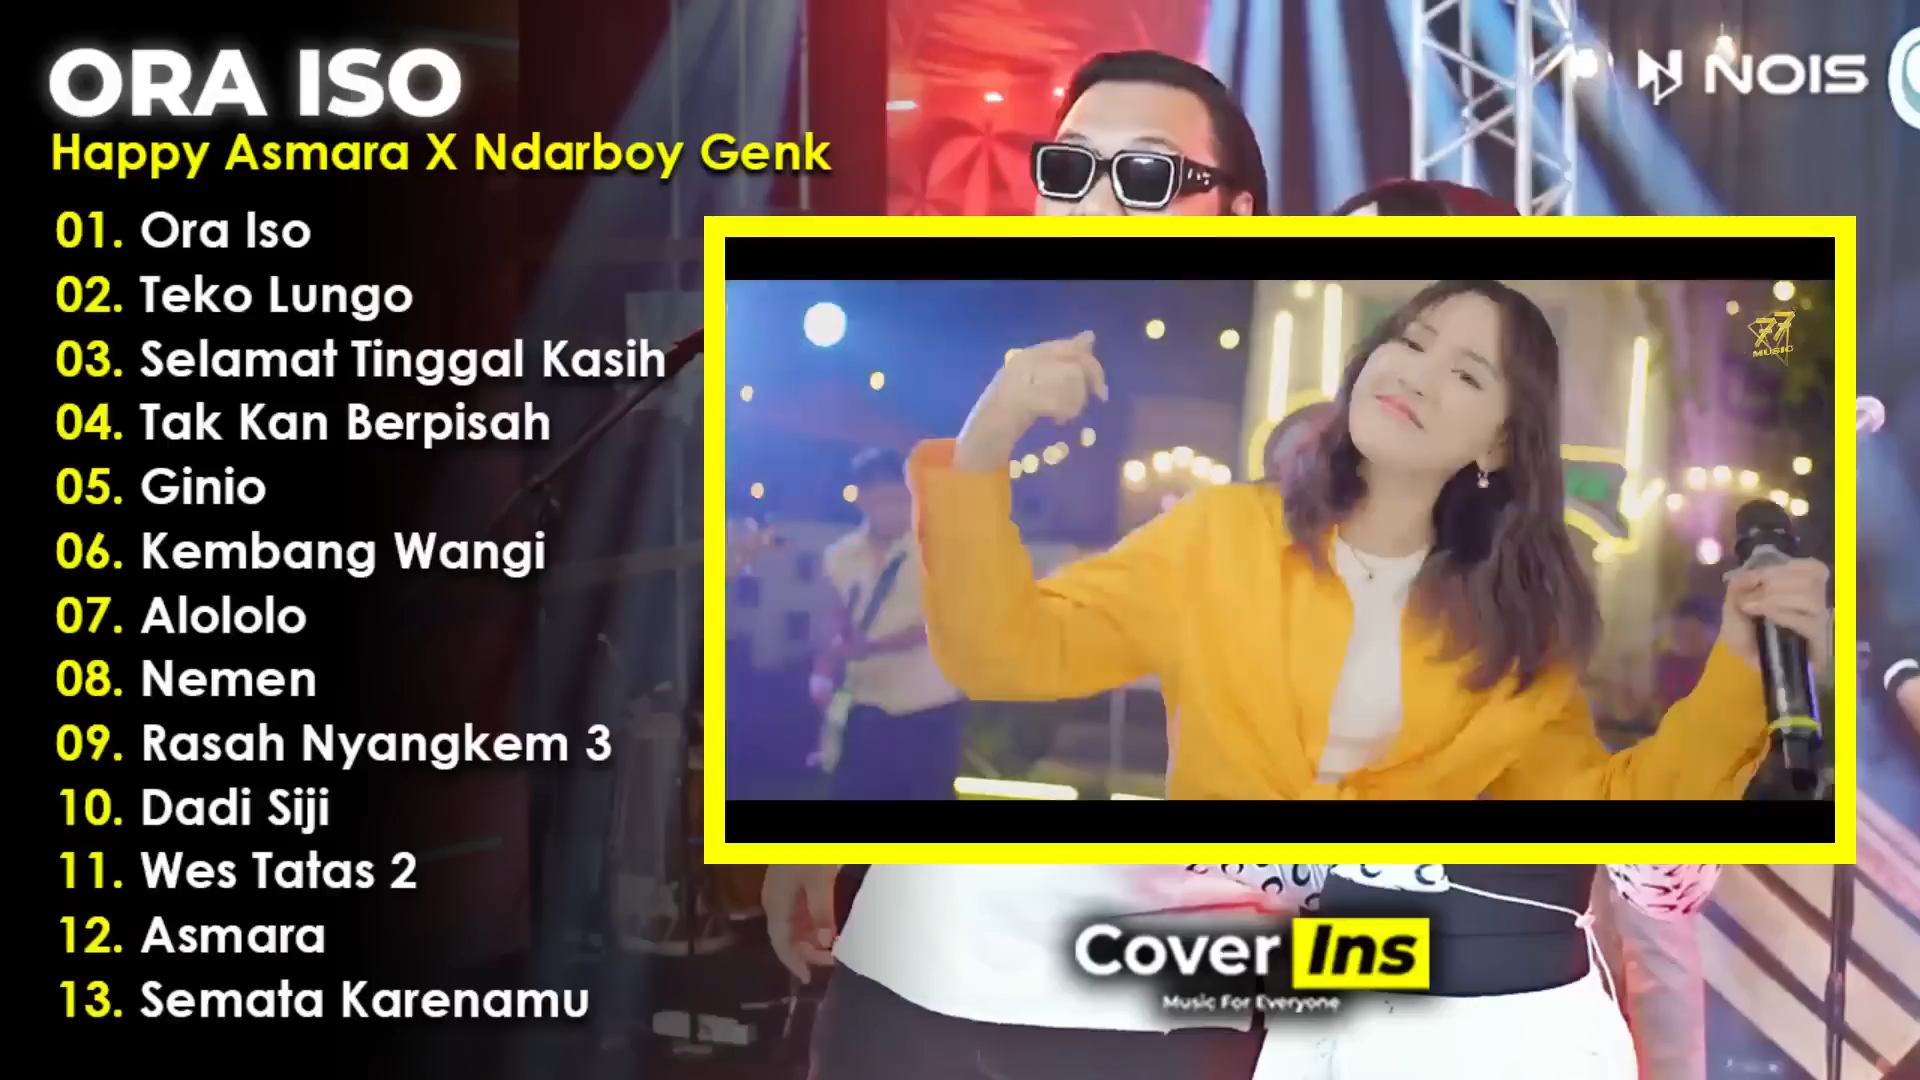 ORA ISO
Happy Asmara X Ndarboy Genk
01. Ora Iso
02. Teko Lungo
03. Selamat Tinggal Kasih
04. Tak Kan Berpisah
05. Ginio
06. Kembang Wangi
07. Alololo
08. Nemen
09. Rasah Nyangkem 3
10. Dadi Siji
11. Wes Tatas 2
12. Asmara
13. Semata Karenamu
NOIS
77
MUSIC
Cover Ins
Music For Everyone